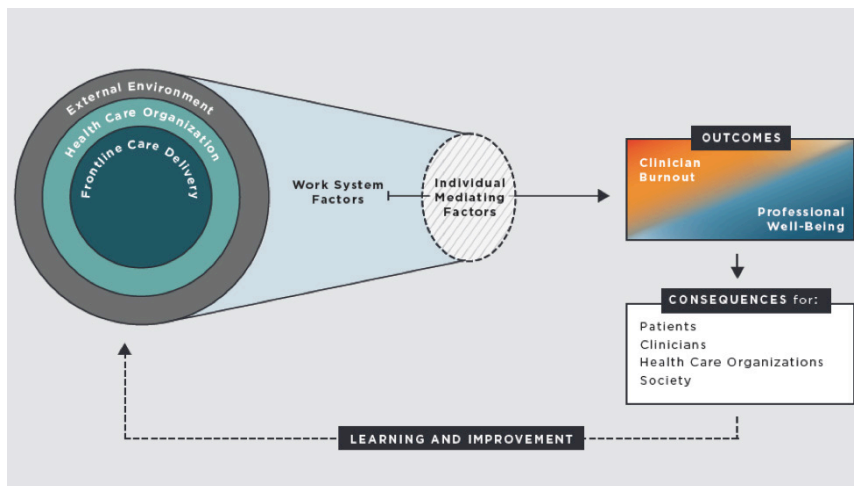 External Environment
Health Care Organization
Frontline Care Delivery
Work System
Factors
Individual
Mediating
Factors
OUTCOMES
Clinician
Burnout
Professional
Well-Being
CONSEQUENCES for:
Patients
Clinicians
Health Care Organizations
Society
LEARNING AND IMPROVEMENT